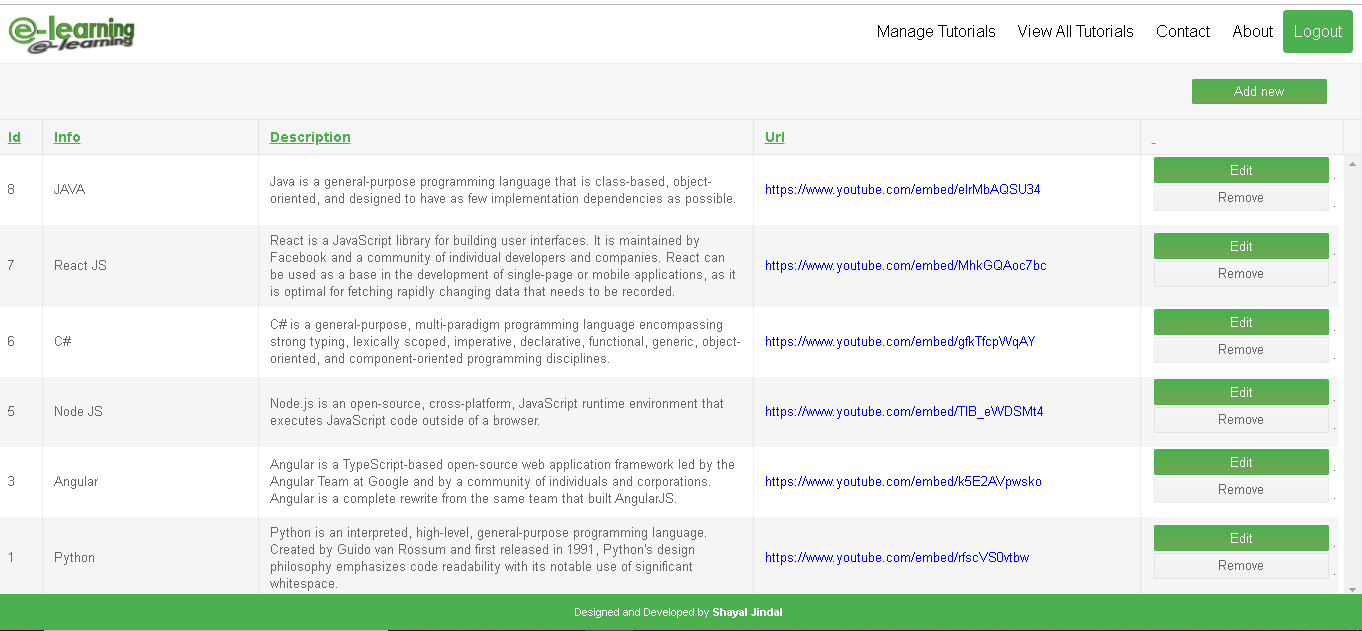 e-learning
e-learning
Manage Tutorials View All Tutorials Contact About Logout
Add new
Id Info Description Url _
8 JAVA Java is a general-purpose programming language that is class-based, object-
oriented, and designed to have as few implementation dependencies as possible. https://www.youtube.com/embed/eIrMbAQSU34 Edit .
Remove .
7 React JS React is a JavaScript library for building user interfaces. It is maintained by
Facebook and a community of individual developers and companies. React can
be used as a base in the development of single-page or mobile applications, as it
is optimal for fetching rapidly changing data that needs to be recorded. https://www.youtube.com/embed/MhkGQAoc7bc Edit .
Remove .
6 C# C# is a general-purpose, multi-paradigm programming language encompassing
strong typing, lexically scoped, imperative, declarative, functional, generic, object-
oriented, and component-oriented programming disciplines. https://www.youtube.com/embed/gfkTfcpWqAY Edit .
Remove .
5 Node JS Node.js is an open-source, cross-platform, JavaScript runtime environment that
executes JavaScript code outside of a browser. https://www.youtube.com/embed/TlB_eWDSMt4 Edit .
Remove .
3 Angular Angular is a TypeScript-based open-source web application framework led by the
Angular Team at Google and by a community of individuals and corporations.
Angular is a complete rewrite from the same team that built AngularJS. https://www.youtube.com/embed/k5E2AVpwsko Edit .
Remove .
1 Python Python is an interpreted, high-level, general-purpose programming language.
Created by Guido van Rossum and first released in 1991, Python's design
philosophy emphasizes code readability with its notable use of significant
whitespace. https://www.youtube.com/embed/rfscVS0vtbw Edit .
Remove .
Designed and Developed by Shayal Jindal